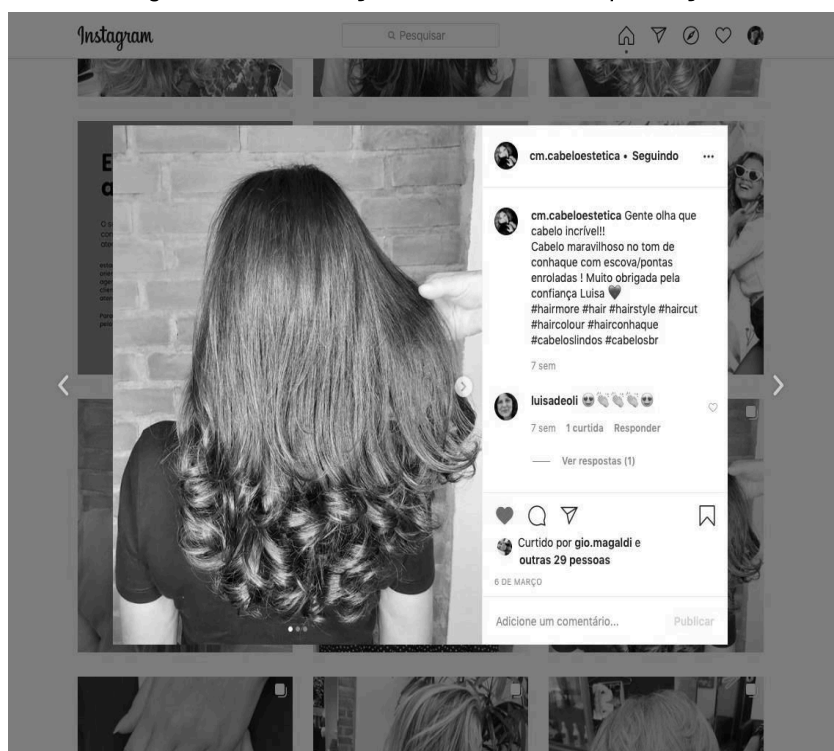 Instagram
Pesquisar
cm.cabeloestetica • Seguindo
cm.cabeloestetica Gente olha que
cabelo incrível!!
Cabelo maravilhoso no tom de
conhaque com escova/pontas
enroladas ! Muito obrigada pela
confiança Luisa 🖤
#hairmore #hair #hairstyle #haircut
#haircolour #hairconhaque
#cabeloslindos #cabelosbr
7 sem
luisadeoli 😍👏👏👏😍
7 sem 1 curtida Responder
Ver respostas (1)
Curtido por gio.magaldi e
outras 29 pessoas
6 DE MARÇO
Adicione um comentário... Publicar